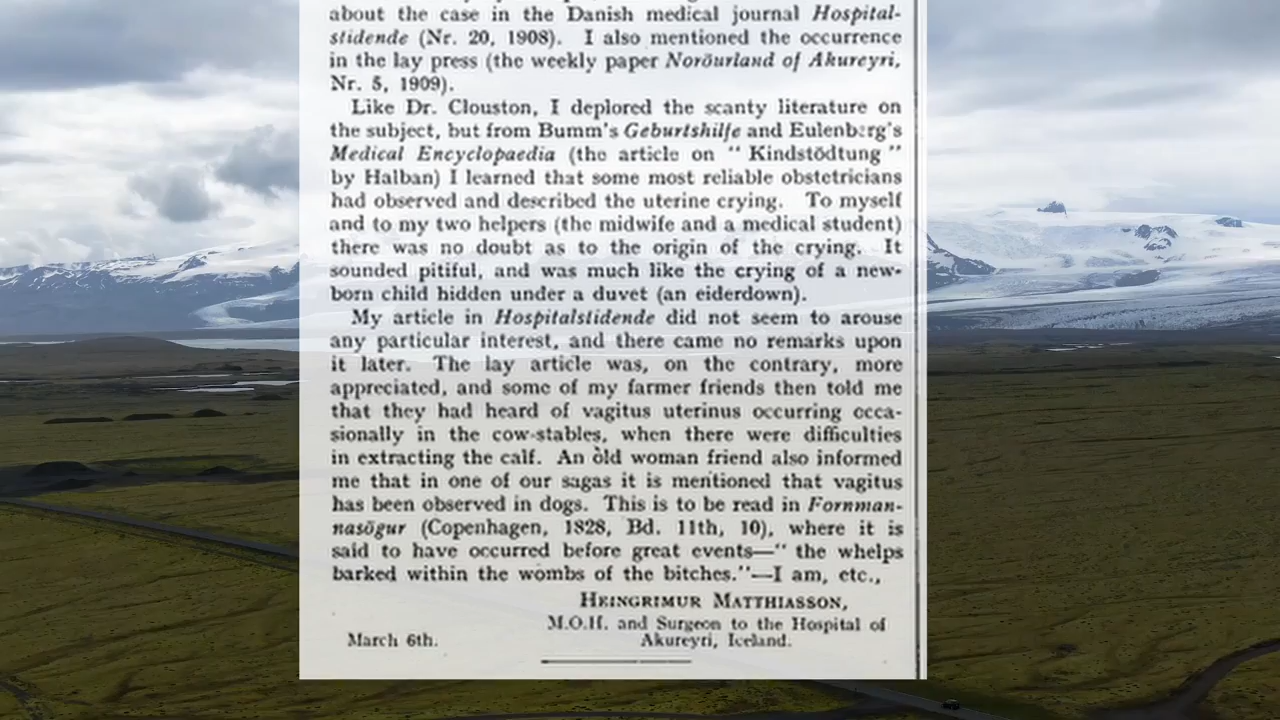 about the case in the Danish medical journal Hospital-
stidende (Nr. 20, 1908). I also mentioned the occurrence
in the lay press (the weekly paper Norðurland of Akureyri,
Nr. 5, 1909).
Like Dr. Clouston, I deplored the scanty literature on
the subject, but from Bumm's Geburtshilfe and Eulenberg's
Medical Encyclopaedia (the article on " Kindstödtung "
by Halban) I learned that some most reliable obstetricians
had observed and described the uterine crying. To myself
and to my two helpers (the midwife and a medical student)
there was no doubt as to the origin of the crying. It
sounded pitiful, and was much like the crying of a new-
born child hidden under a duvet (an eiderdown).
My article in Hospitalstidende did not seem to arouse
any particular interest, and there came no remarks upon
it later. The lay article was, on the contrary, more
appreciated, and some of my farmer friends then told me
that they had heard of vagitus uterinus occurring occa-
sionally in the cow-stables, when there were difficulties
in extracting the calf. An old woman friend also informed
me that in one of our sagas it is mentioned that vagitus
has been observed in dogs. This is to be read in Fornman-
nasögur (Copenhagen, 1828, Bd. 11th, 10), where it is
said to have occurred before great events—" the whelps
barked within the wombs of the bitches."—I am, etc.,
HEINGRIMUR MATTHIASSON,
M.O.H. and Surgeon to the Hospital of
March 6th. Akureyri, Iceland.